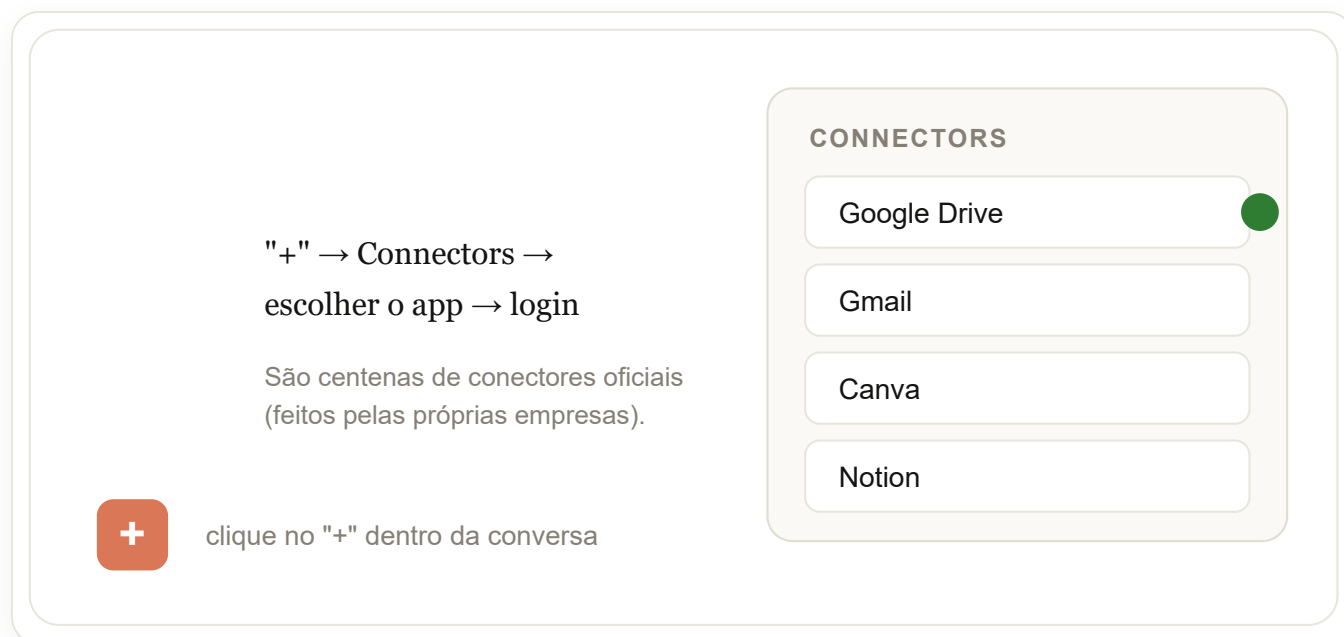 "+" → Connectors →
escolher o app → login
São centenas de conectores oficiais
(feitos pelas próprias empresas).
+
clique no "+" dentro da conversa
CONNECTORS
Google Drive
Gmail
Canva
Notion